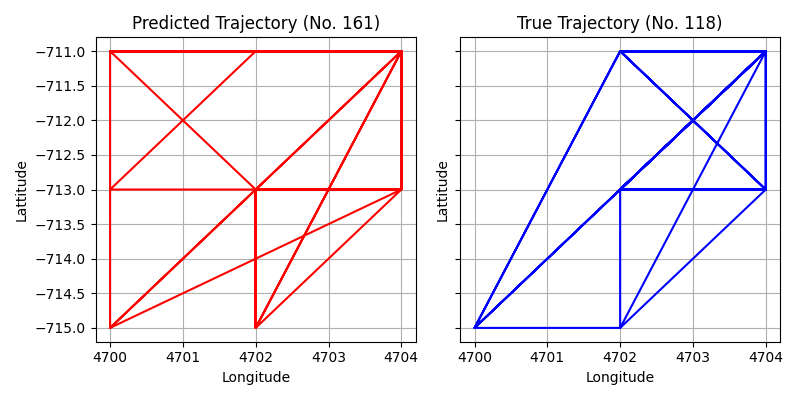 Predicted Trajectory (No. 161)
True Trajectory (No. 118)
−711.0
−711.5
−712.0
−712.5
−713.0
−713.5
−714.0
−714.5
−715.0
Lattitude
Lattitude
4700 4701 4702 4703 4704
4700 4701 4702 4703 4704
Longitude
Longitude